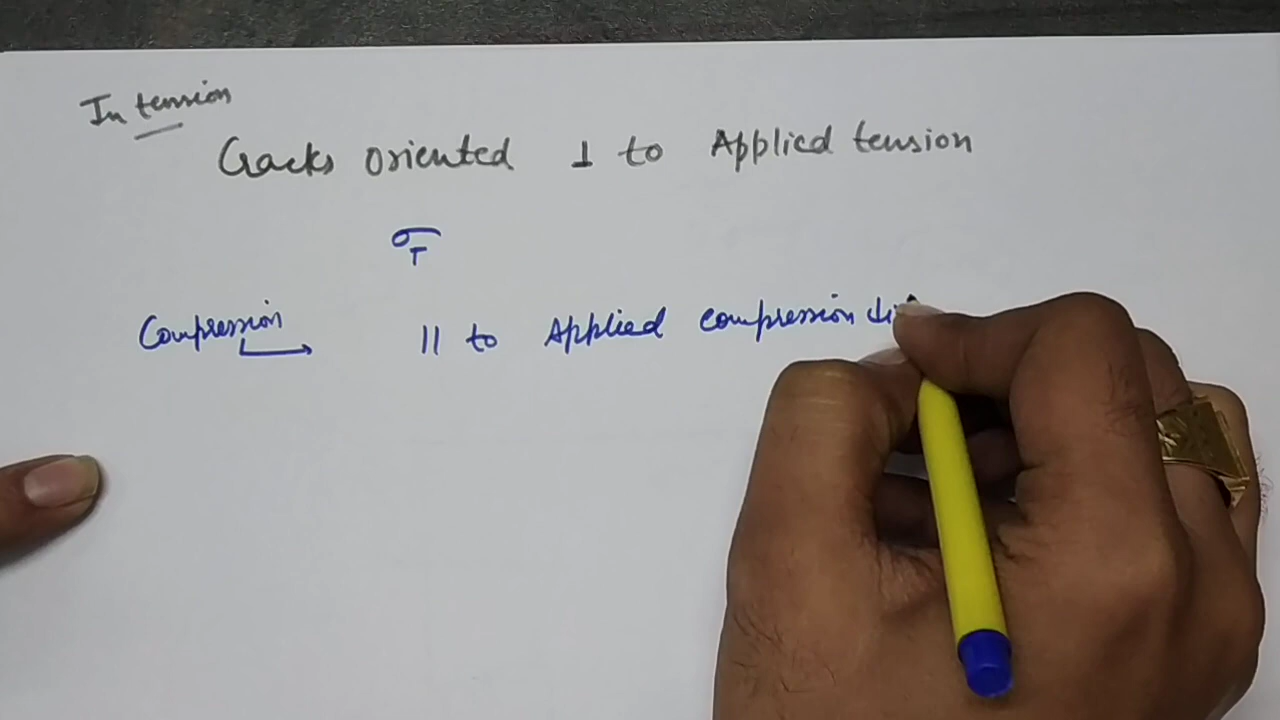 In tension
Cracks oriented ⊥ to Applied tension
σT
Compression || to Applied compression